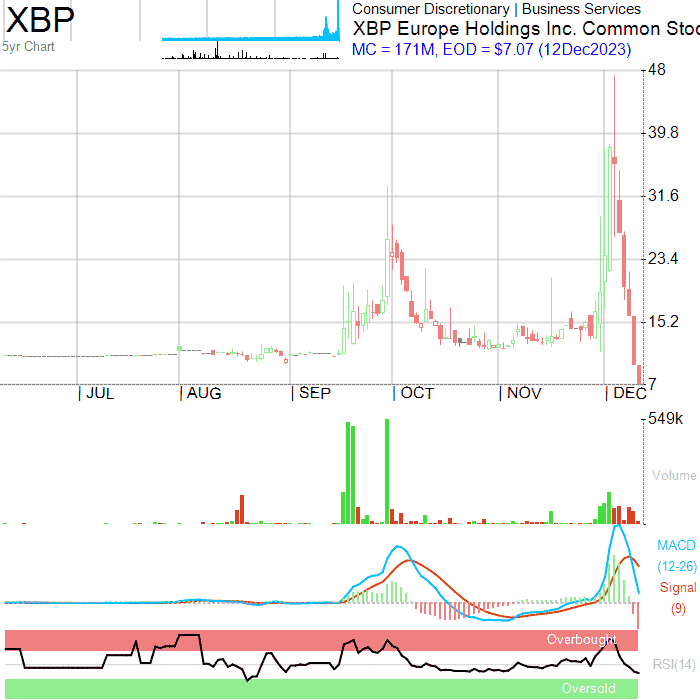 XBP
5yr Chart
Consumer Discretionary | Business Services
XBP Europe Holdings Inc. Common Stoc
MC = 171M, EOD = $7.07 (12Dec2023)
48
39.8
31.6
23.4
15.2
7
JUL AUG SEP OCT NOV DEC
549k
Volume
MACD
(12-26)
Signal
(9)
Overbought
RSI(14)
Oversold